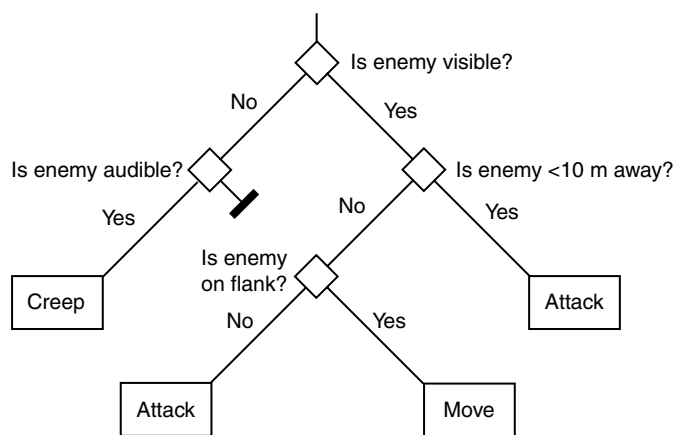 Is enemy visible?
No
Yes
Is enemy audible?
Is enemy <10 m away?
Yes
No
Yes
Is enemy
on flank?
Creep
Attack
No
Yes
Attack
Move